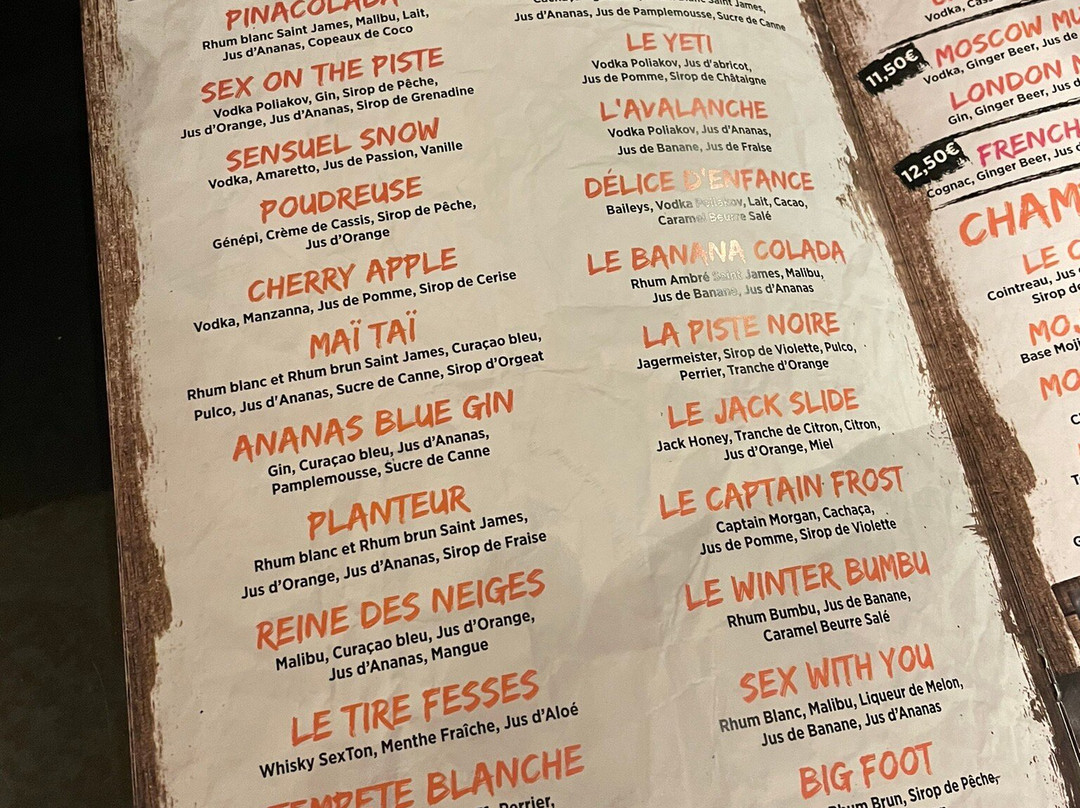 PINACOLADA
Rhum blanc Saint James, Malibu, Lait,
Jus d'Ananas, Copeaux de Coco
SEX ON THE PISTE
Vodka Poliakov, Gin, Sirop de Pêche,
Jus d'Orange, Jus d'Ananas, Sirop de Grenadine
SENSUEL SNOW
Vodka, Amaretto, Jus de Passion, Vanille
POUDREUSE
Génépi, Crème de Cassis, Sirop de Pêche,
Jus d'Orange
CHERRY APPLE
Vodka, Manzanna, Jus de Pomme, Sirop de Cerise
MAÏ TAÏ
Rhum blanc et Rhum brun Saint James, Curaçao bleu,
Pulco, Jus d'Ananas, Sucre de Canne, Sirop d'Orgeat
ANANAS BLUE GIN
Gin, Curaçao bleu, Jus d'Ananas,
Pamplemousse, Sucre de Canne
PLANTEUR
Rhum blanc et Rhum brun Saint James,
Jus d'Orange, Jus d'Ananas, Sirop de Fraise
REINE DES NEIGES
Malibu, Curaçao bleu, Jus d'Orange,
Jus d'Ananas, Mangue
LE TIRE FESSES
Whisky SexTon, Menthe Fraîche, Jus d'Aloé
TEMPETE BLANCHE
Perrier,
Saint James,
Jus d'Ananas, Jus de Pamplemousse, Sucre de Canne
LE YETI
Vodka Poliakov, Jus d'abricot,
Jus de Pomme, Sirop de Châtaigne
L'AVALANCHE
Vodka Poliakov, Jus d'Ananas,
Jus de Banane, Jus de Fraise
DÉLICE D'ENFANCE
Baileys, Vodka Poliakov, Lait, Cacao,
Caramel Beurre Salé
LE BANANA COLADA
Rhum Ambré Saint James, Malibu,
Jus de Banane, Jus d'Ananas
LA PISTE NOIRE
Jagermeister, Sirop de Violette, Pulco,
Perrier, Tranche d'Orange
LE JACK SLIDE
Jack Honey, Tranche de Citron, Citron,
Jus d'Orange, Miel
LE CAPTAIN FROST
Captain Morgan, Cachaça,
Jus de Pomme, Sirop de Violette
LE WINTER BUMBU
Rhum Bumbu, Jus de Banane,
Caramel Beurre Salé
SEX WITH YOU
Rhum Blanc, Malibu, Liqueur de Melon,
Jus de Banane, Jus d'Ananas
BIG FOOT
Rhum Brun, Sirop de Pêche,
Vodka,
11,50€
MOSCOW MU
Vodka, Ginger Beer, Jus de
LONDON
Gin, Ginger Beer, Jus d
12,50€
FRENCH
Cognac, Ginger Beer, Jus d
CHAM
LE C
Cointreau, Jus
Sirop de
MOJ
Base Moji
MO